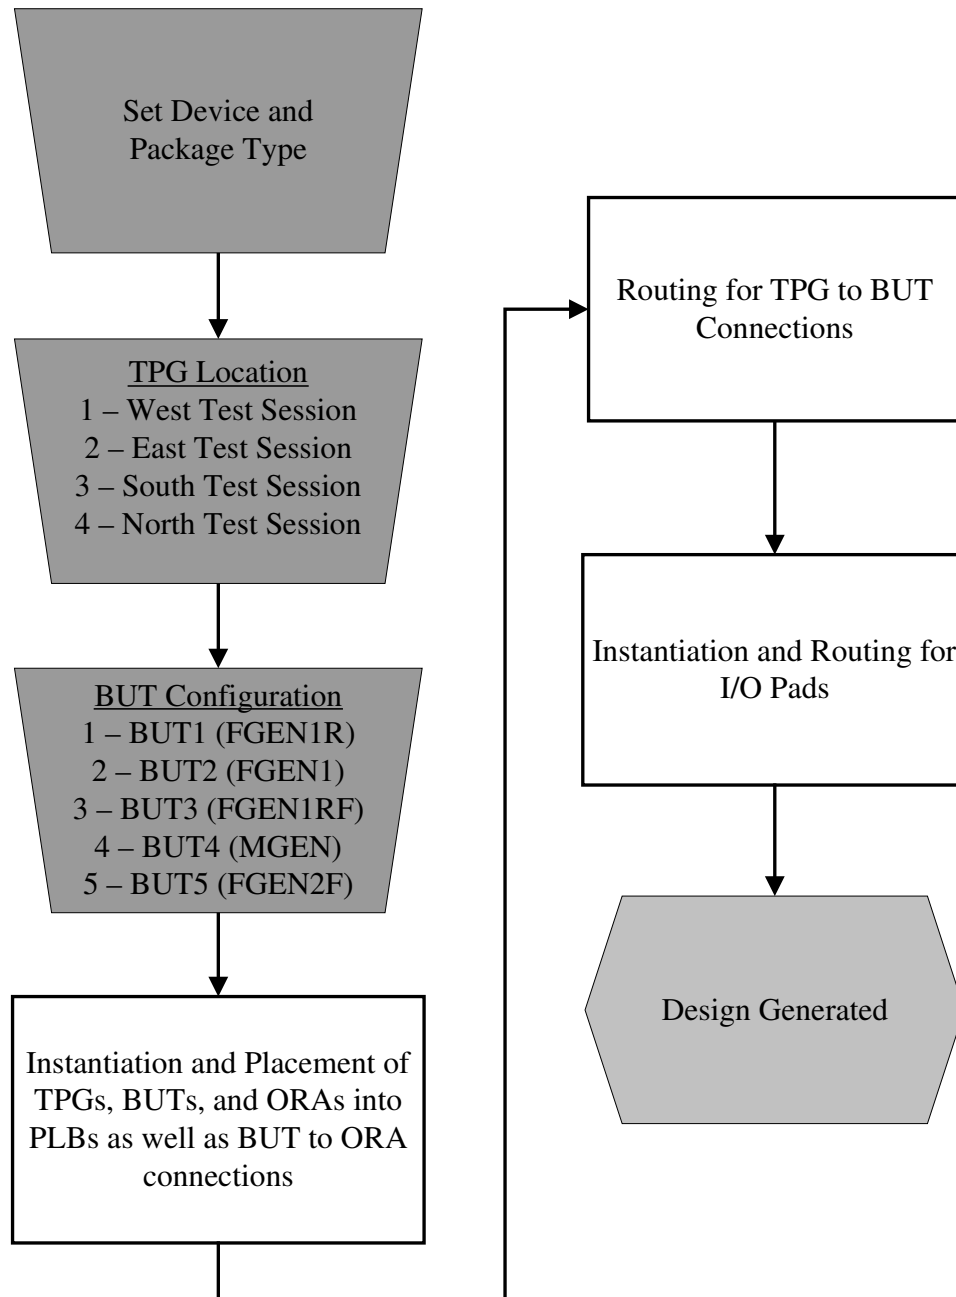 Set Device and
Package Type
TPG Location
1 – West Test Session
2 – East Test Session
3 – South Test Session
4 – North Test Session
BUT Configuration
1 – BUT1 (FGEN1R)
2 – BUT2 (FGEN1)
3 – BUT3 (FGEN1RF)
4 – BUT4 (MGEN)
5 – BUT5 (FGEN2F)
Instantiation and Placement of
TPGs, BUTs, and ORAs into
PLBs as well as BUT to ORA
connections
Routing for TPG to BUT
Connections
Instantiation and Routing for
I/O Pads
Design Generated